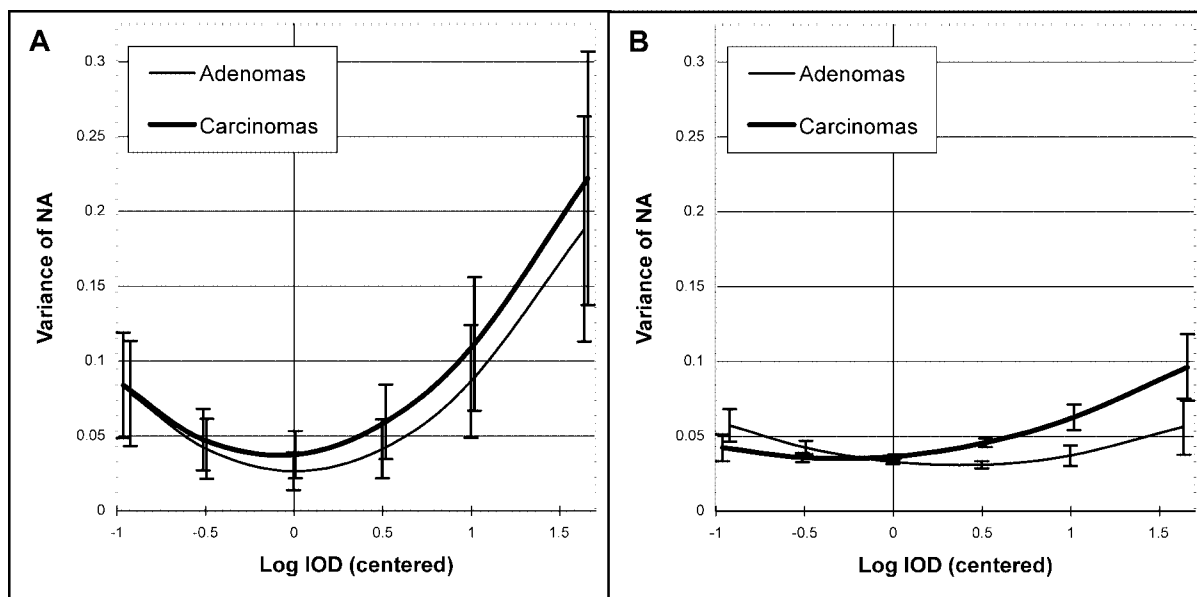 A
Adenomas
Carcinomas
0.3
0.25
0.2
0.15
0.1
0.05
0
Variance of NA
-1
-0.5
0
0.5
1
1.5
Log IOD (centered)
B
Adenomas
Carcinomas
0.3
0.25
0.2
0.15
0.1
0.05
0
Variance of NA
-1
-0.5
0
0.5
1
1.5
Log IOD (centered)